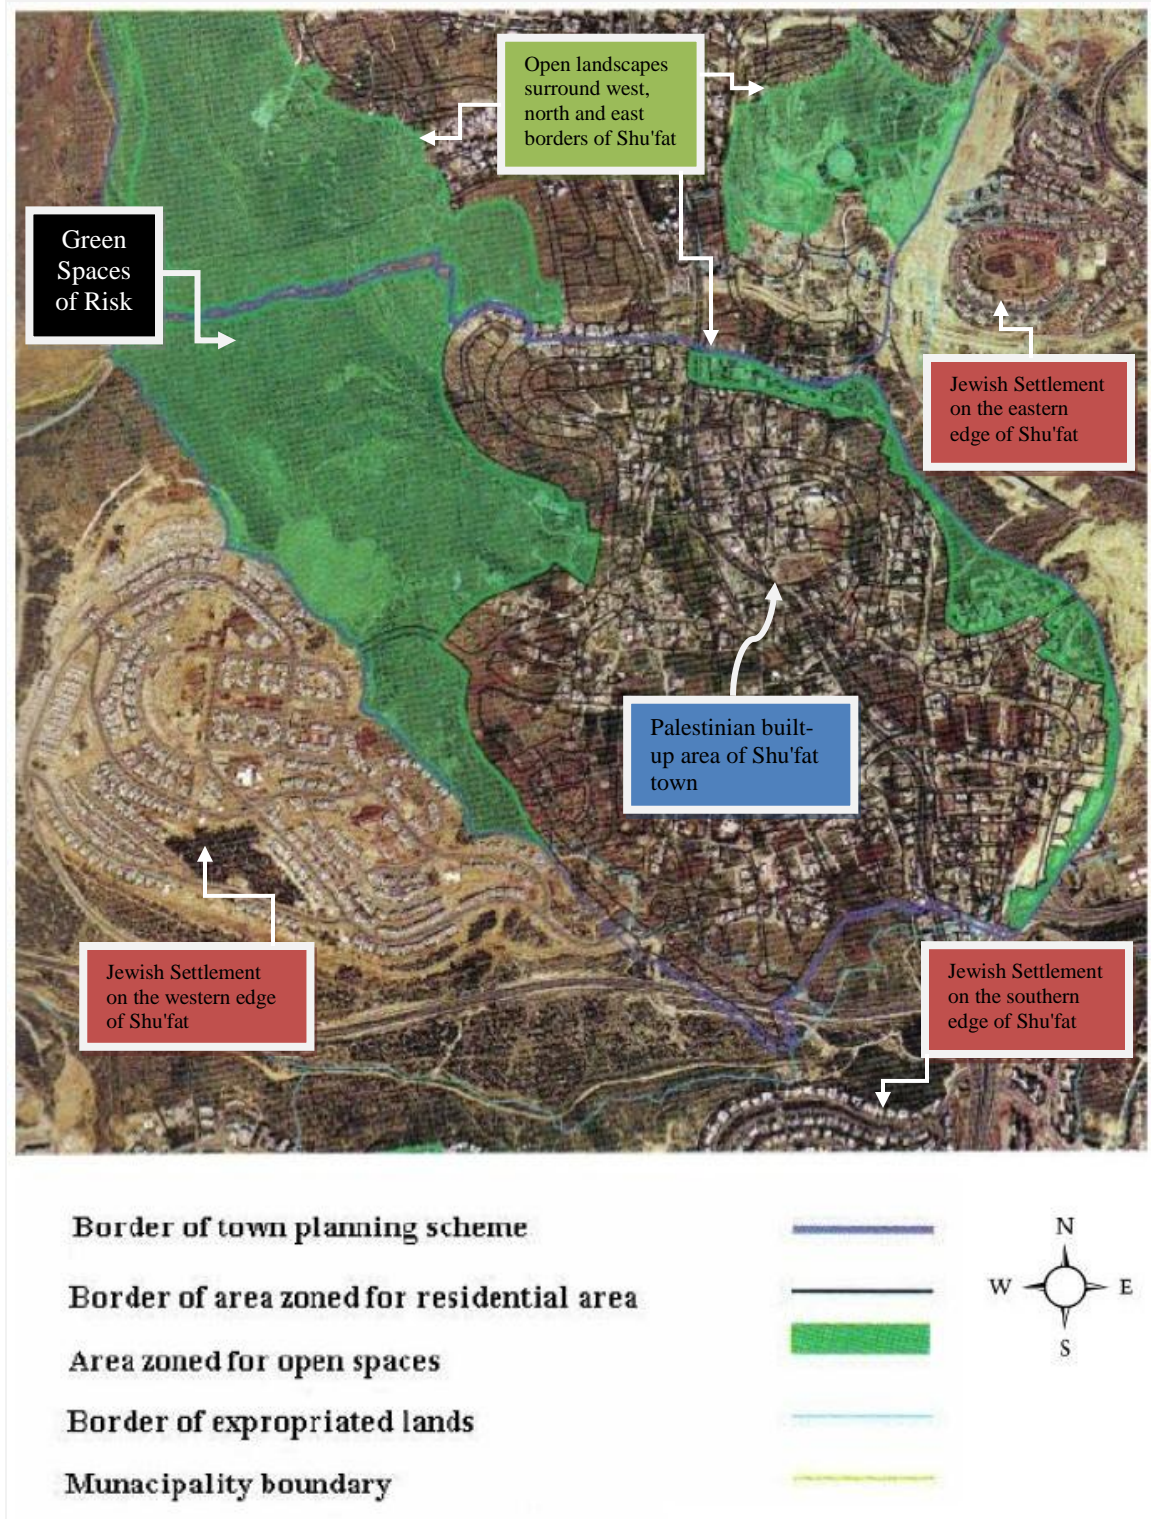 Open landscapes
surround west,
north and east
borders of Shu'fat
Green
Spaces
of Risk
Jewish Settlement
on the eastern
edge of Shu'fat
Palestinian built-
up area of Shu'fat
town
Jewish Settlement
on the western edge
of Shu'fat
Jewish Settlement
on the southern
edge of Shu'fat
Border of town planning scheme
Border of area zoned for residential area
Area zoned for open spaces
Border of expropriated lands
Munacipality boundary
N
W
E
S